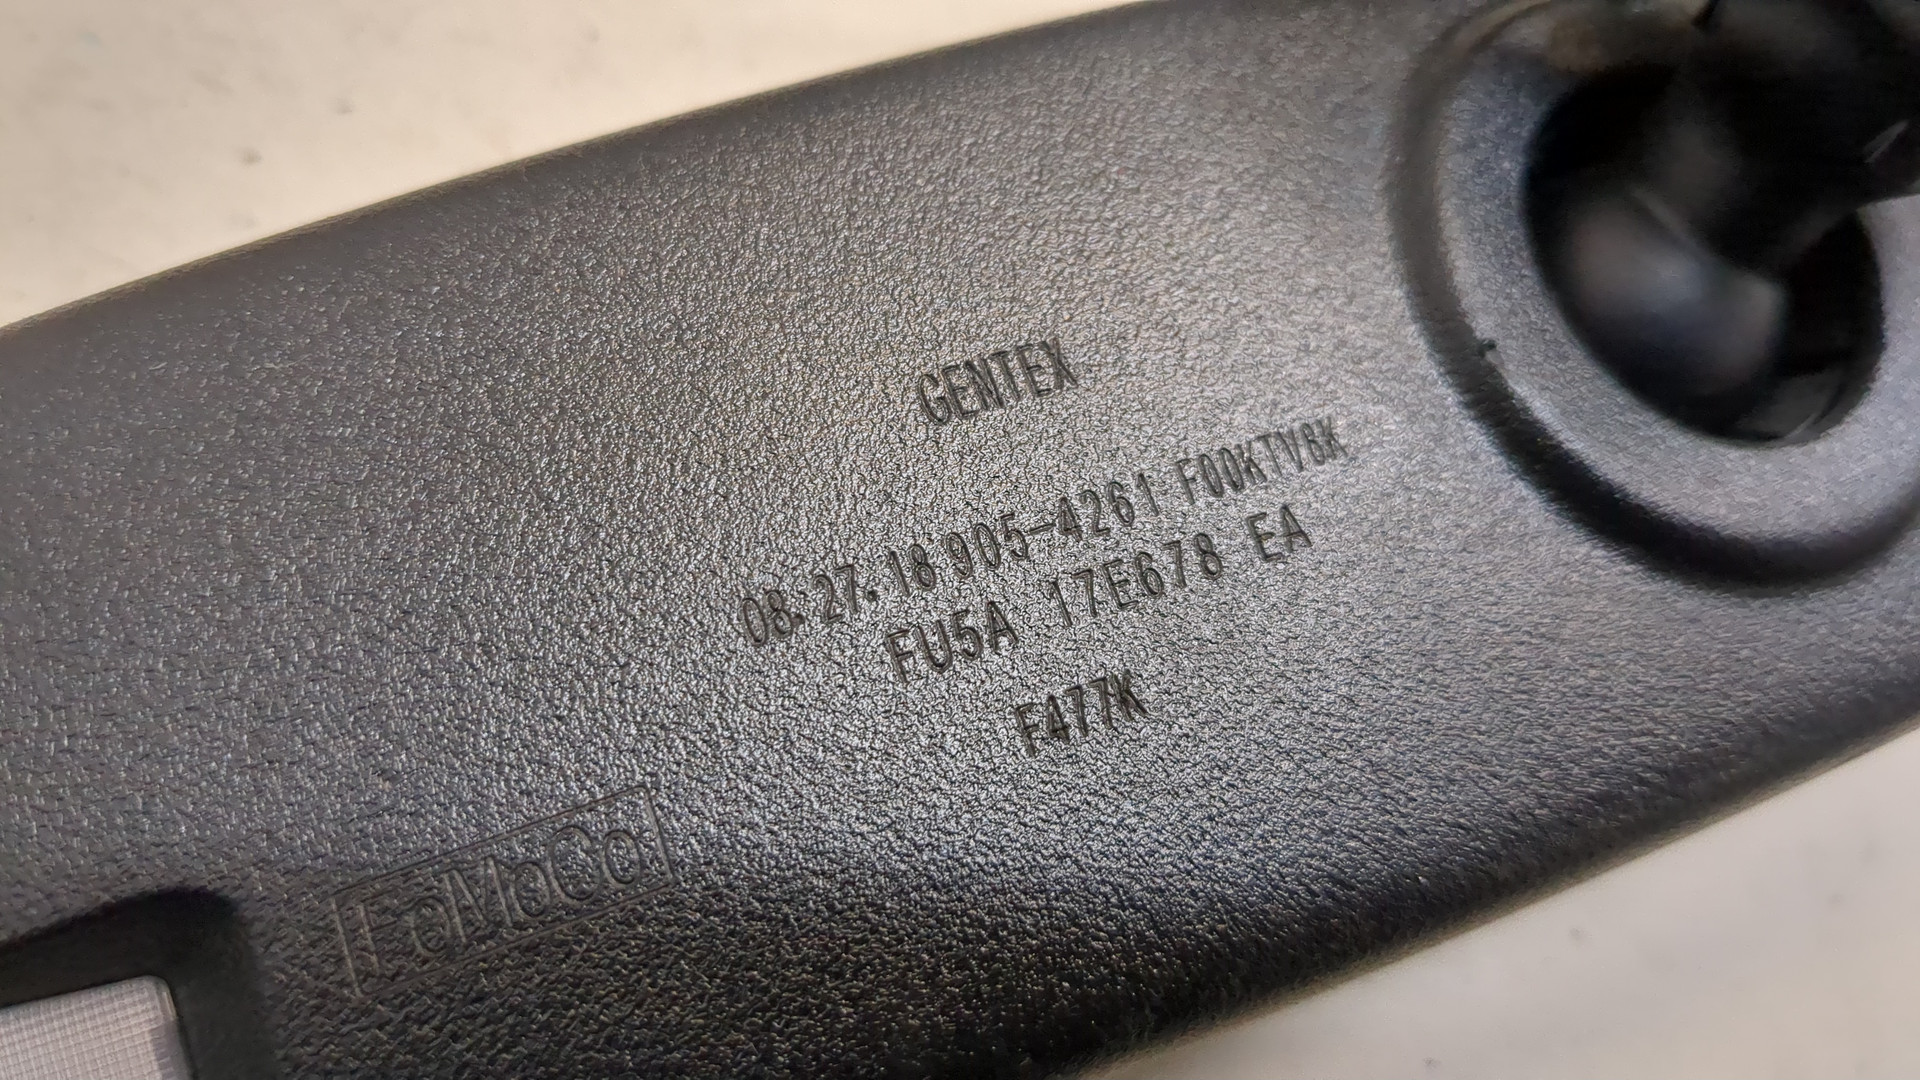 GENTEX
08.27.18 905-4261 F00KTV8K
FU5A 17E678 EA
F477K
FoMoCo